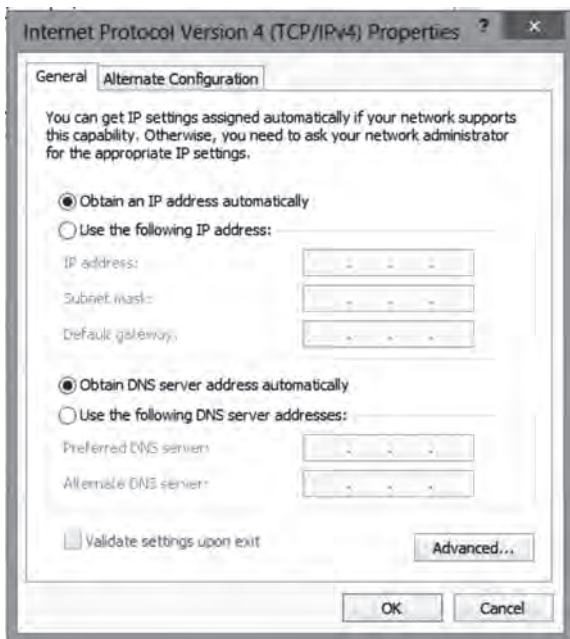 Internet Protocol Version 4 (TCP/IPv4) Properties ? x
General Alternate Configuration
You can get IP settings assigned automatically if your network supports
this capability. Otherwise, you need to ask your network administrator
for the appropriate IP settings.
Obtain an IP address automatically
Use the following IP address:
IP address:
Subnet mask:
Default gateway:
Obtain DNS server address automatically
Use the following DNS server addresses:
Preferred DNS server:
Alternate DNS server:
Validate settings upon exit
Advanced...
OK Cancel